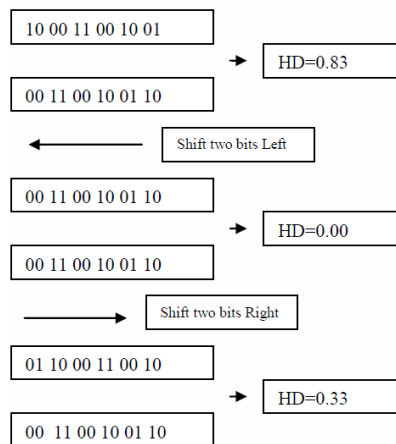 10 00 11 00 10 01
HD=0.83
00 11 00 10 01 10
Shift two bits Left
00 11 00 10 01 10
HD=0.00
00 11 00 10 01 10
Shift two bits Right
01 10 00 11 00 10
HD=0.33
00 11 00 10 01 10